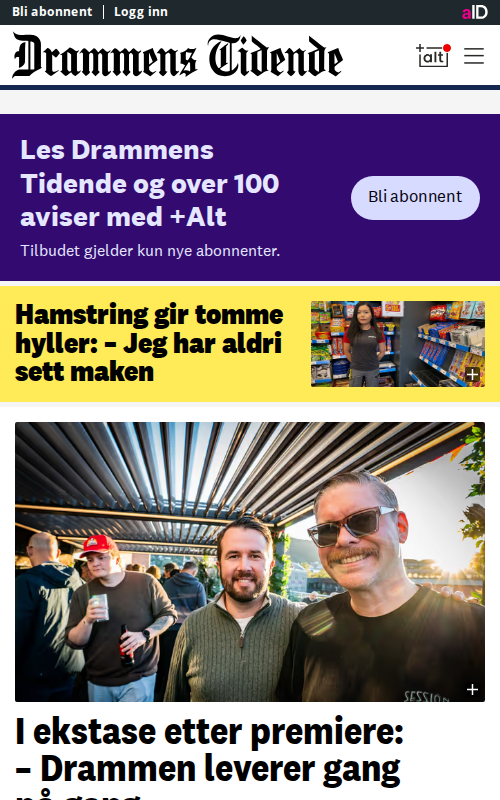 Bli abonnent | Logg inn
aID
Drammens Tidende
+alt
Les Drammens
Tidende og over 100
aviser med +Alt
Bli abonnent
Tilbudet gjelder kun nye abonnenter.
Hamstring gir tomme
hyller: – Jeg har aldri
sett maken
SESSION
I ekstase etter premiere:
– Drammen leverer gang
på gang